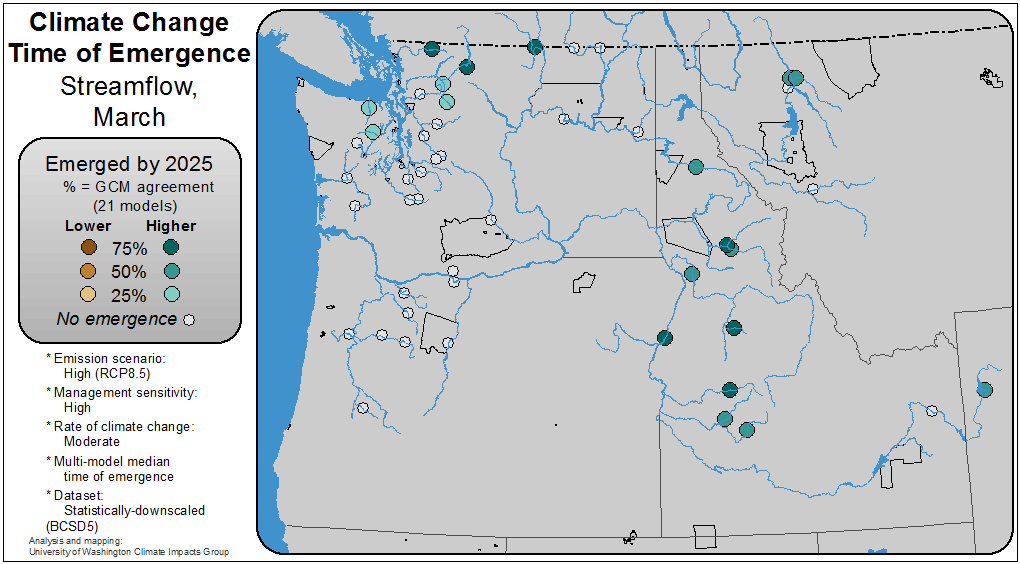 Climate Change
Time of Emergence
Streamflow,
March
Emerged by 2025
% = GCM agreement
(21 models)
Lower Higher
75%
50%
25%
No emergence
* Emission scenario:
High (RCP8.5)
* Management sensitivity:
High
* Rate of climate change:
Moderate
* Multi-model median
time of emergence
* Dataset:
Statistically-downscaled
(BCSD5)
Analysis and mapping:
University of Washington Climate Impacts Group